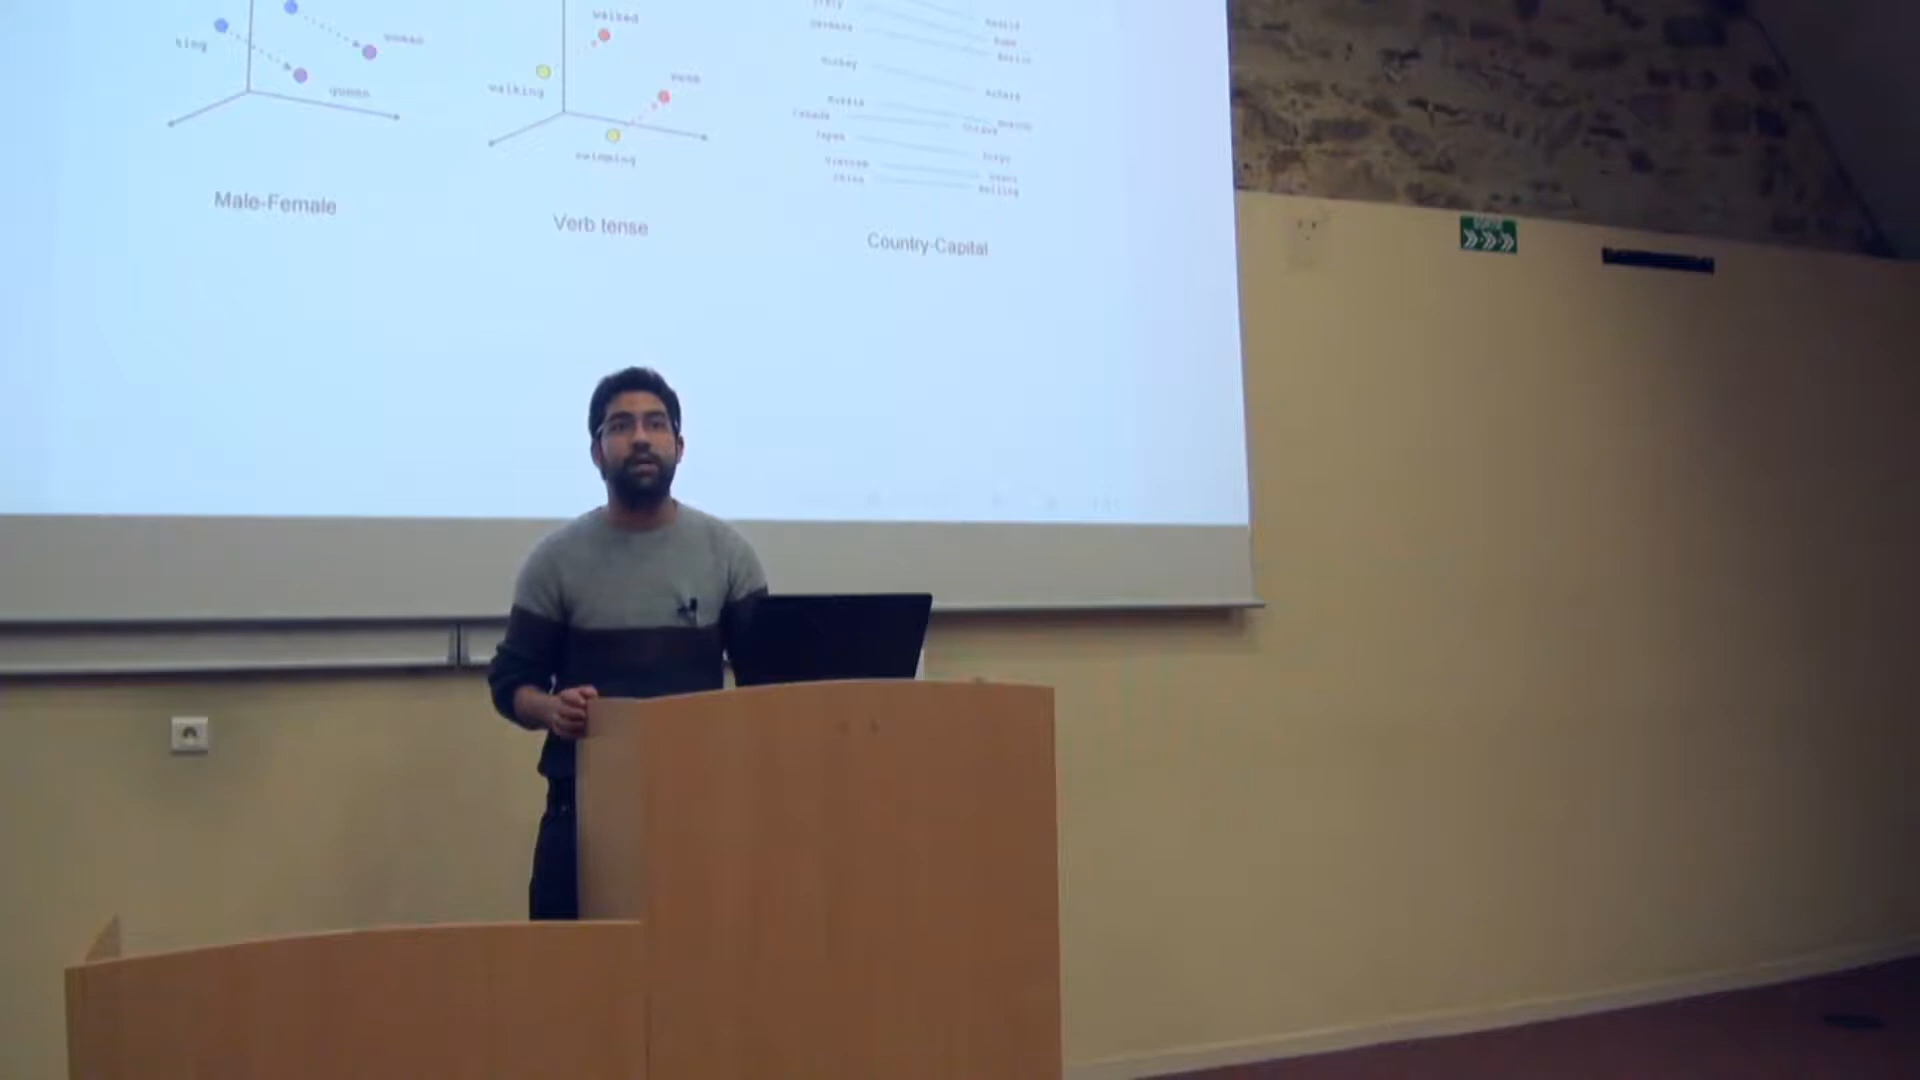 walked
king
woman
Madrid
Rome
Germany
Berlin
queen
walking
swam
Turkey
Ankara
Russia
Moscow
Canada
Ottawa
Japan
Tokyo
swimming
Vietnam
Hanoi
China
Beijing
Male-Female
Verb tense
Country-Capital